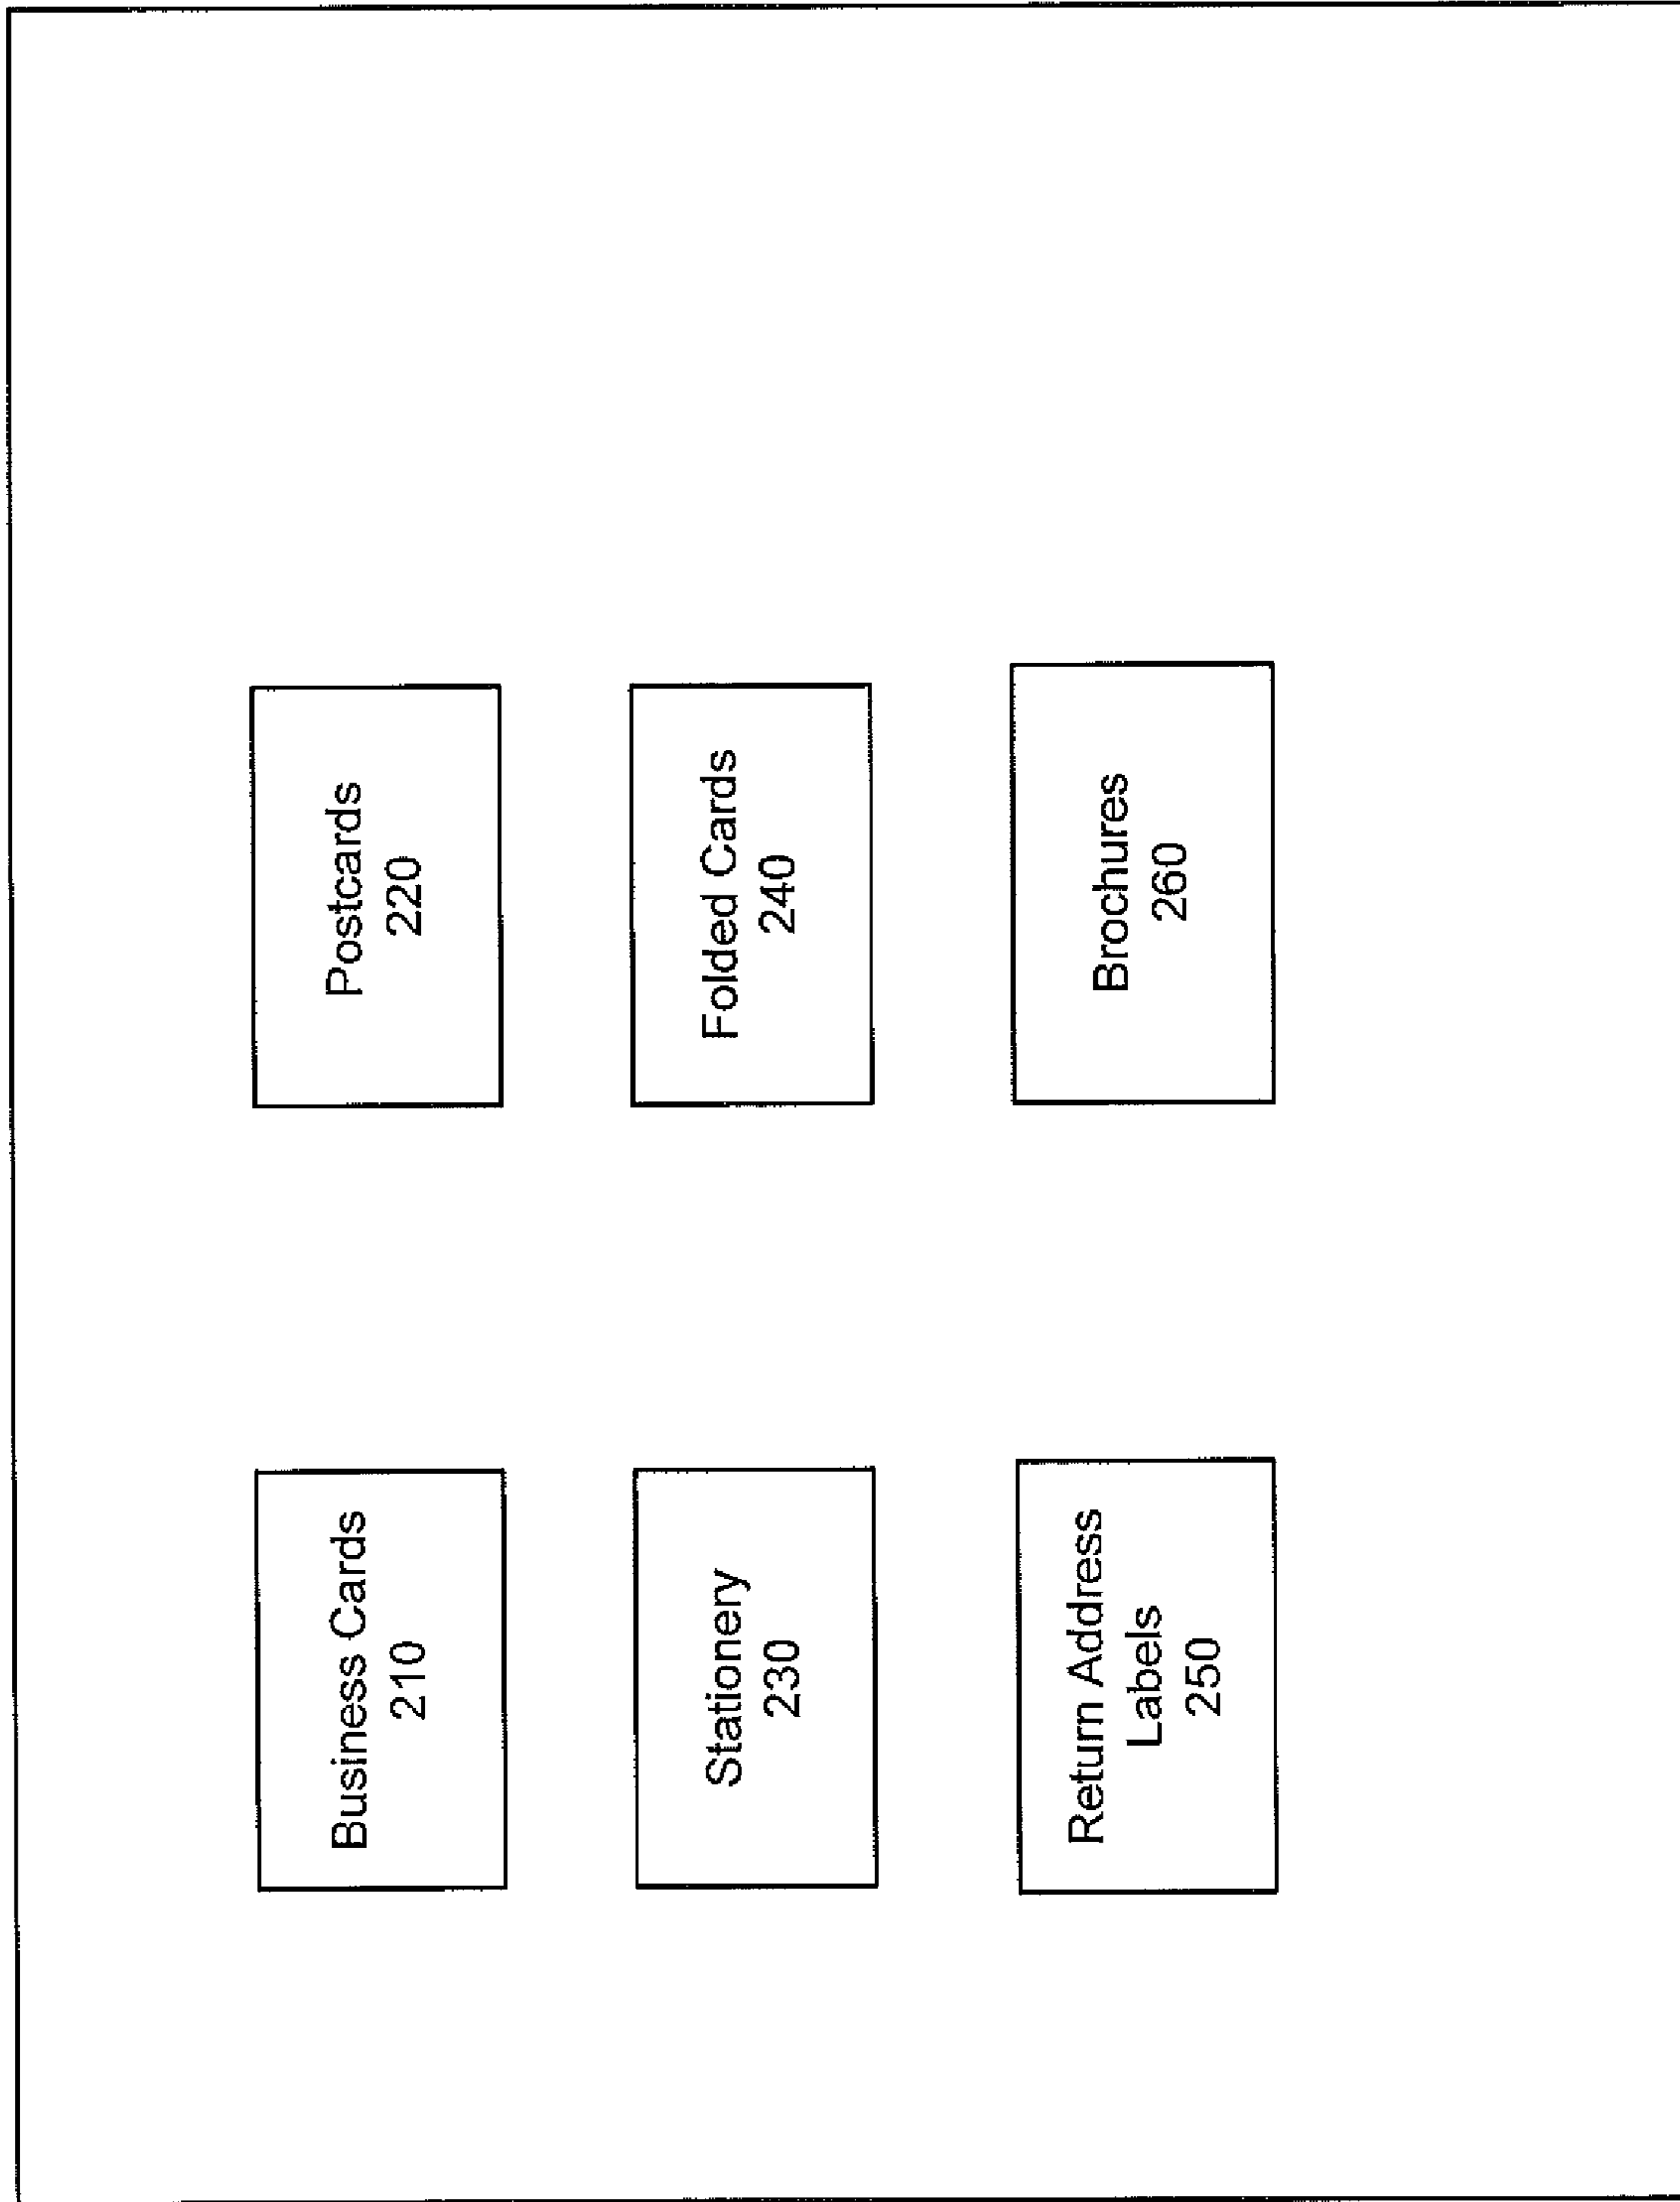 Business Cards
210
Postcards
220
Stationery
230
Folded Cards
240
Return Address
Labels
250
Brochures
260